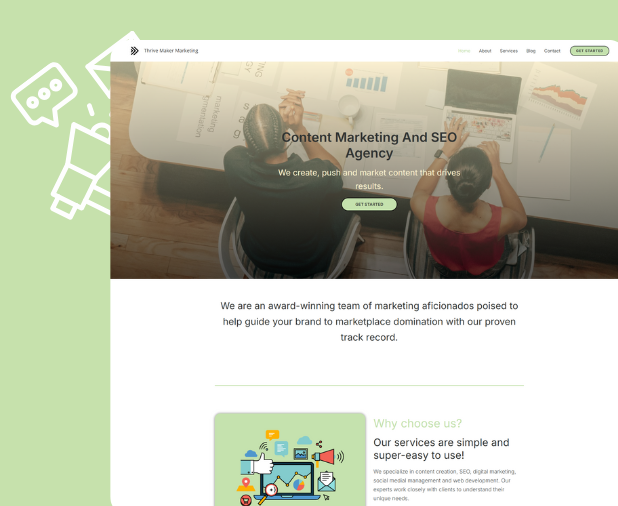 Thrive Maker Marketing
Home About Services Blog Contact GET STARTED
Content Marketing And SEO
Agency
We create, push and market content that drives
results.
GET STARTED
We are an award-winning team of marketing aficionados poised to
help guide your brand to marketplace domination with our proven
track record.
Why choose us?
Our services are simple and
super-easy to use!
We specialize in content creation, SEO, digital marketing,
social medial management and web development. Our
experts work closely with clients to understand their
unique needs.